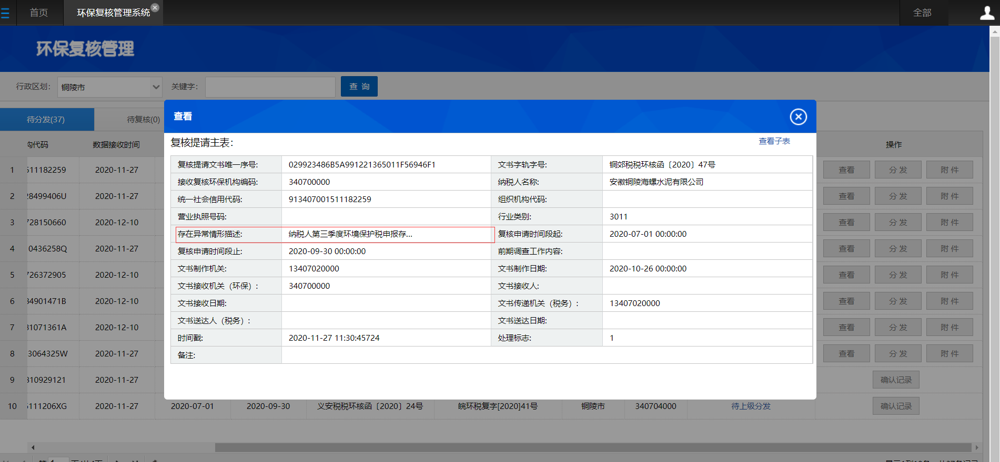 首页 环保复核管理系统 全部
环保复核管理
行政区划: 铜陵市 关键字: 查 询
待分发(37) 待复核(0)
查看
复核提请主表: 查看子表
构代码 数据接收时间 操作
复核提请文书唯一序号: 029923486B5A991221365011F56946F1 文书字轨字号: 铜郊税税环核函〔2020〕47号
接收复核环保机构编码: 340700000 纳税人名称: 安徽铜陵海螺水泥有限公司
统一社会信用代码: 913407001511182259 组织机构代码:
营业执照号码: 行业类别: 3011
存在异常情形描述: 纳税人第三季度环境保护税申报存... 复核申请时间段起: 2020-07-01 00:00:00
复核申请时间段止: 2020-09-30 00:00:00 前期调查工作内容:
文书制作机关: 13407020000 文书制作日期: 2020-10-26 00:00:00
文书接收机关（环保）: 340700000 文书接收人:
文书接收日期: 文书传递机关（税务）: 13407020000
文书送达人（税务）: 文书送达日期:
时间戳: 2020-11-27 11:30:45724 处理标志: 1
备注:
1 511182259 2020-11-27 查看 分 发 附 件
2 28499406U 2020-11-27 查看 分 发 附 件
3 728150660 2020-12-10 查看 分 发 附 件
4 0436258Q 2020-11-27 查看 分 发 附 件
5 726372905 2020-12-10 查看 分 发 附 件
6 84901471B 2020-12-10 查看 分 发 附 件
7 31071361A 2020-12-10 查看 分 发 附 件
8 3064325W 2020-11-27 查看 分 发 附 件
9 310929121 2020-11-27 确认记录
10 5111206XG 2020-11-27 2020-07-01 2020-09-30 义安税税环核函〔2020〕24号 皖环税复字[2020]41号 铜陵市 340704000 待上级分发 确认记录